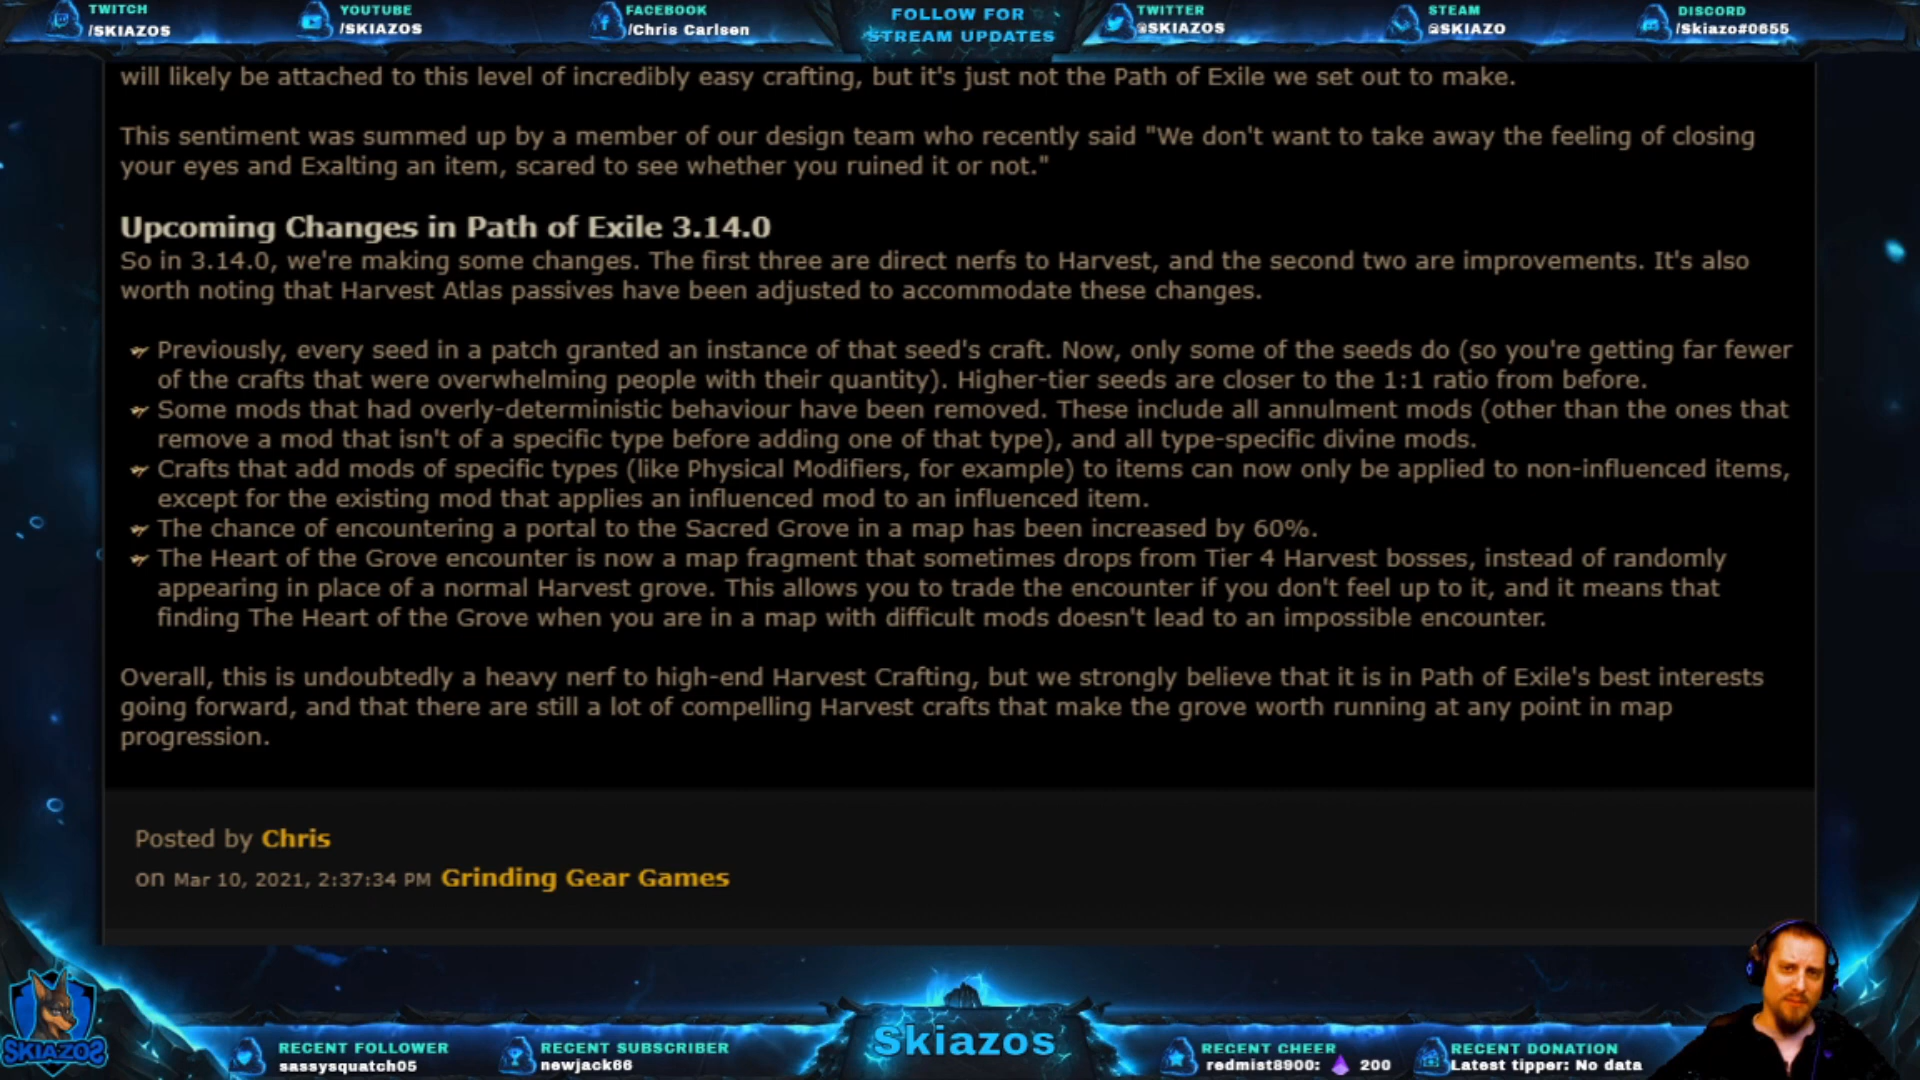 TWITCH
/SKIAZOS
YOUTUBE
/SKIAZOS
FACEBOOK
/Chris Carlsen
FOLLOW FOR
STREAM UPDATES
TWITTER
@SKIAZOS
STEAM
@SKIAZO
DISCORD
/Skiazo#0655
will likely be attached to this level of incredibly easy crafting, but it's just not the Path of Exile we set out to make.
This sentiment was summed up by a member of our design team who recently said "We don't want to take away the feeling of closing
your eyes and Exalting an item, scared to see whether you ruined it or not."
Upcoming Changes in Path of Exile 3.14.0
So in 3.14.0, we're making some changes. The first three are direct nerfs to Harvest, and the second two are improvements. It's also
worth noting that Harvest Atlas passives have been adjusted to accommodate these changes.
Previously, every seed in a patch granted an instance of that seed's craft. Now, only some of the seeds do (so you're getting far fewer
of the crafts that were overwhelming people with their quantity). Higher-tier seeds are closer to the 1:1 ratio from before.
Some mods that had overly-deterministic behaviour have been removed. These include all annulment mods (other than the ones that
remove a mod that isn't of a specific type before adding one of that type), and all type-specific divine mods.
Crafts that add mods of specific types (like Physical Modifiers, for example) to items can now only be applied to non-influenced items,
except for the existing mod that applies an influenced mod to an influenced item.
The chance of encountering a portal to the Sacred Grove in a map has been increased by 60%.
The Heart of the Grove encounter is now a map fragment that sometimes drops from Tier 4 Harvest bosses, instead of randomly
appearing in place of a normal Harvest grove. This allows you to trade the encounter if you don't feel up to it, and it means that
finding The Heart of the Grove when you are in a map with difficult mods doesn't lead to an impossible encounter.
Overall, this is undoubtedly a heavy nerf to high-end Harvest Crafting, but we strongly believe that it is in Path of Exile's best interests
going forward, and that there are still a lot of compelling Harvest crafts that make the grove worth running at any point in map
progression.
Posted by Chris
on Mar 10, 2021, 2:37:34 PM Grinding Gear Games
SKIAZOS
RECENT FOLLOWER
sassysquatch05
RECENT SUBSCRIBER
newjack66
Skiazos
RECENT CHEER
redmist8900: 200
RECENT DONATION
Latest tipper: No data